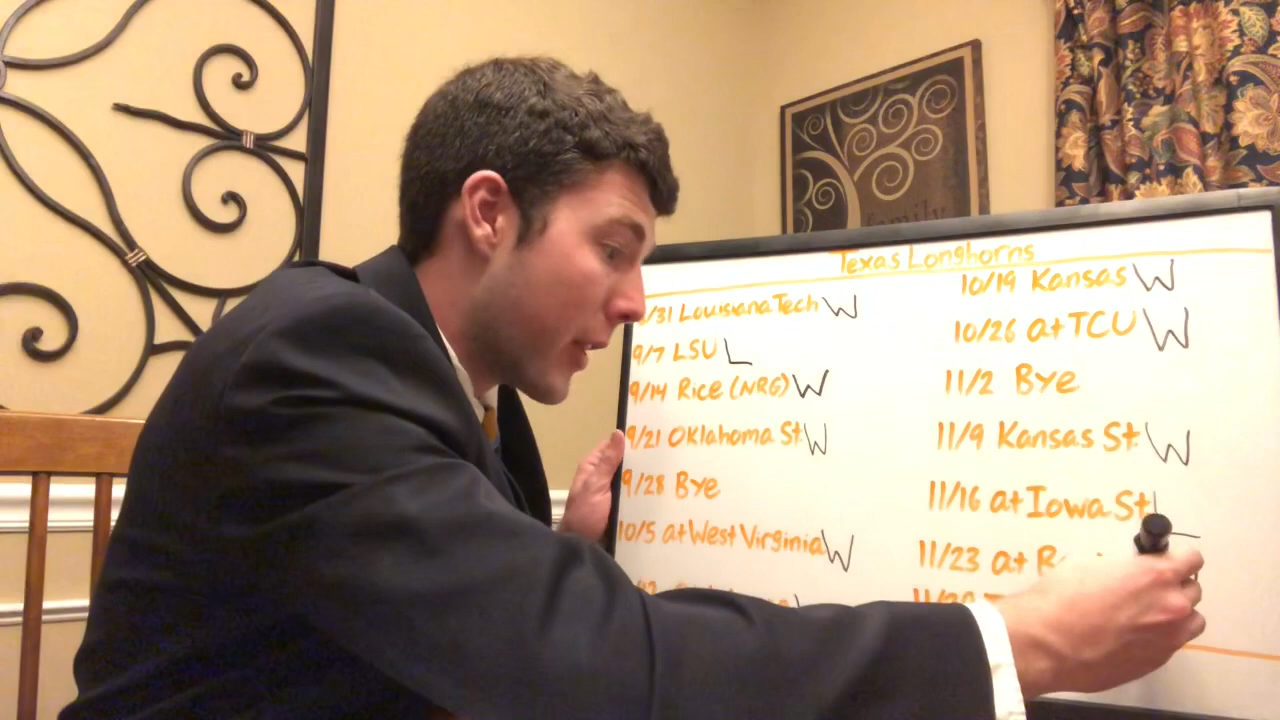 family
Texas Longhorns
/31 Louisiana Tech W
9/7 LSU L
9/14 Rice (NRG) W
9/21 Oklahoma St W
9/28 Bye
10/5 at West Virginia W
10/19 Kansas W
10/26 at TCU W
11/2 Bye
11/9 Kansas St W
11/16 at Iowa St L
11/23 at B